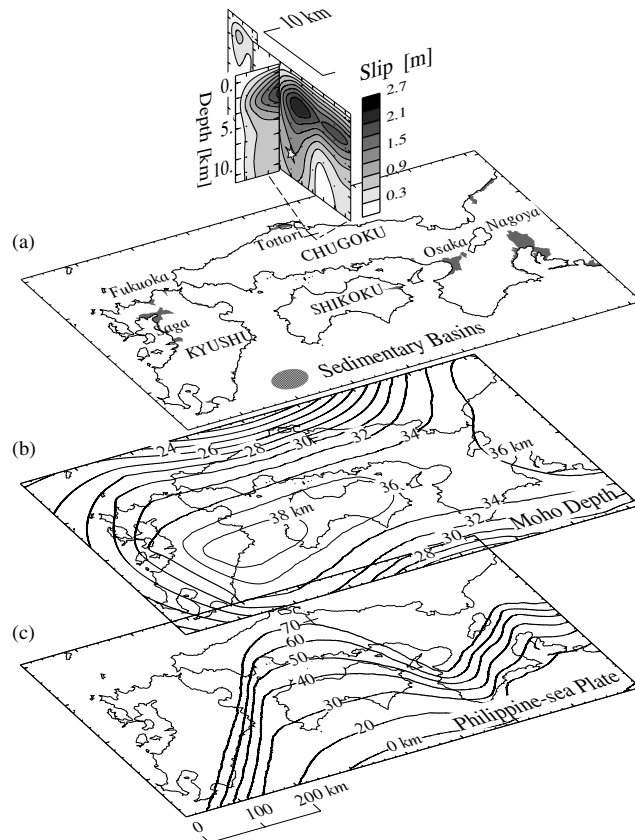 10 km
Slip [m]
2.7
2.1
1.5
0.9
0.3
Depth [km]
0.
5.
10.
(a)
Tottori
CHUGOKU
Nagoya
Osaka
Fukuoka
SHIKOKU
Saga
KYUSHU
Sedimentary Basins
(b)
24
26
28
30
32
34
36 km
36
38 km
34
32
30
28
Moho Depth
(c)
70
60
50
40
30
20
0 km
Philippine-sea Plate
0
100
200 km